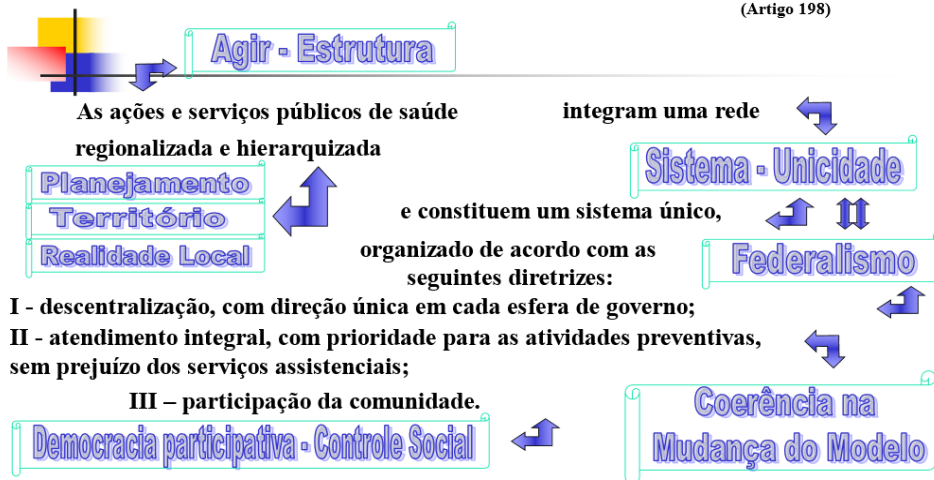 (Artigo 198)
Agir - Estrutura
As ações e serviços públicos de saúde
integram uma rede
regionalizada e hierarquizada
Sistema - Unicidade
Planejamento
Território
Realidade Local
e constituem um sistema único,
organizado de acordo com as
seguintes diretrizes:
Federalismo
I - descentralização, com direção única em cada esfera de governo;
II - atendimento integral, com prioridade para as atividades preventivas,
sem prejuízo dos serviços assistenciais;
III – participação da comunidade.
Coerência na
Mudança do Modelo
Democracia participativa - Controle Social